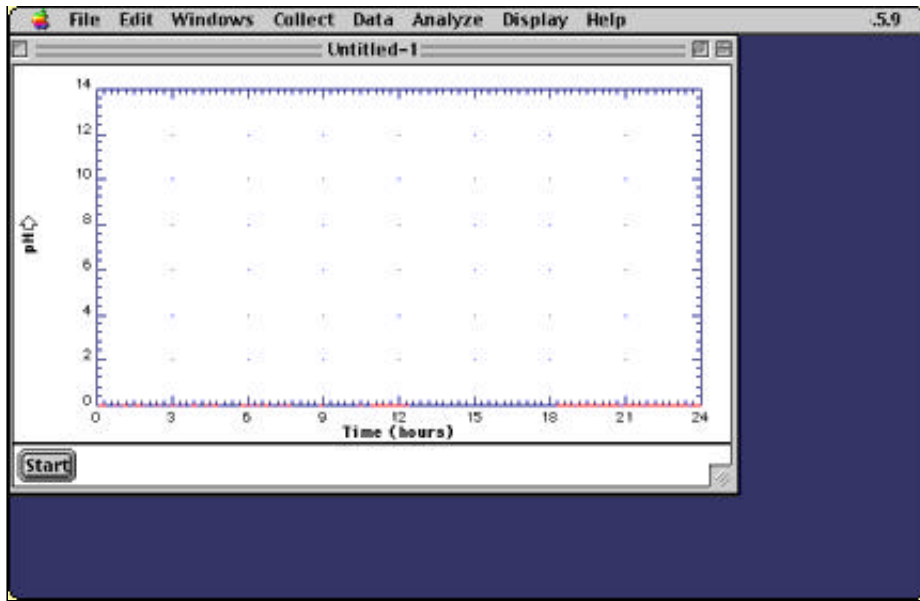 File Edit Windows Collect Data Analyze Display Help .5.9
Untitled-1
14
12
10
8
6
4
2
0
pH
0 3 6 9 12 15 18 21 24
Time (hours)
Start